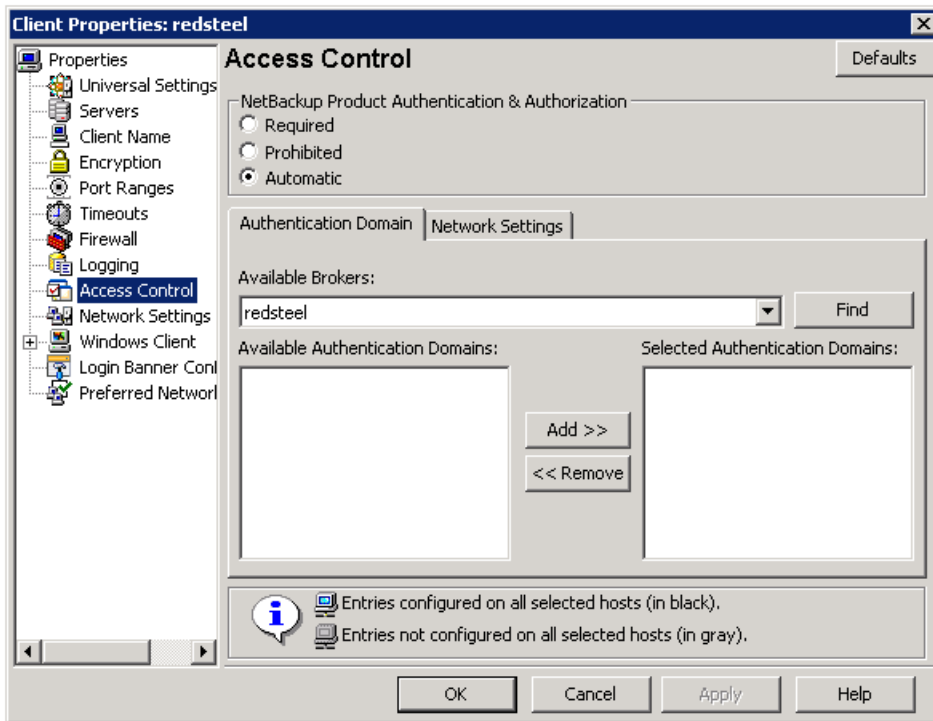 Client Properties: redsteel
Properties
Universal Settings
Servers
Client Name
Encryption
Port Ranges
Timeouts
Firewall
Logging
Access Control
Network Settings
Windows Client
Login Banner Conl
Preferred Networl
Access Control
Defaults
NetBackup Product Authentication & Authorization
Required
Prohibited
Automatic
Authentication Domain
Network Settings
Available Brokers:
redsteel
Find
Available Authentication Domains:
Selected Authentication Domains:
Add >>
<< Remove
Entries configured on all selected hosts (in black).
Entries not configured on all selected hosts (in gray).
OK
Cancel
Apply
Help